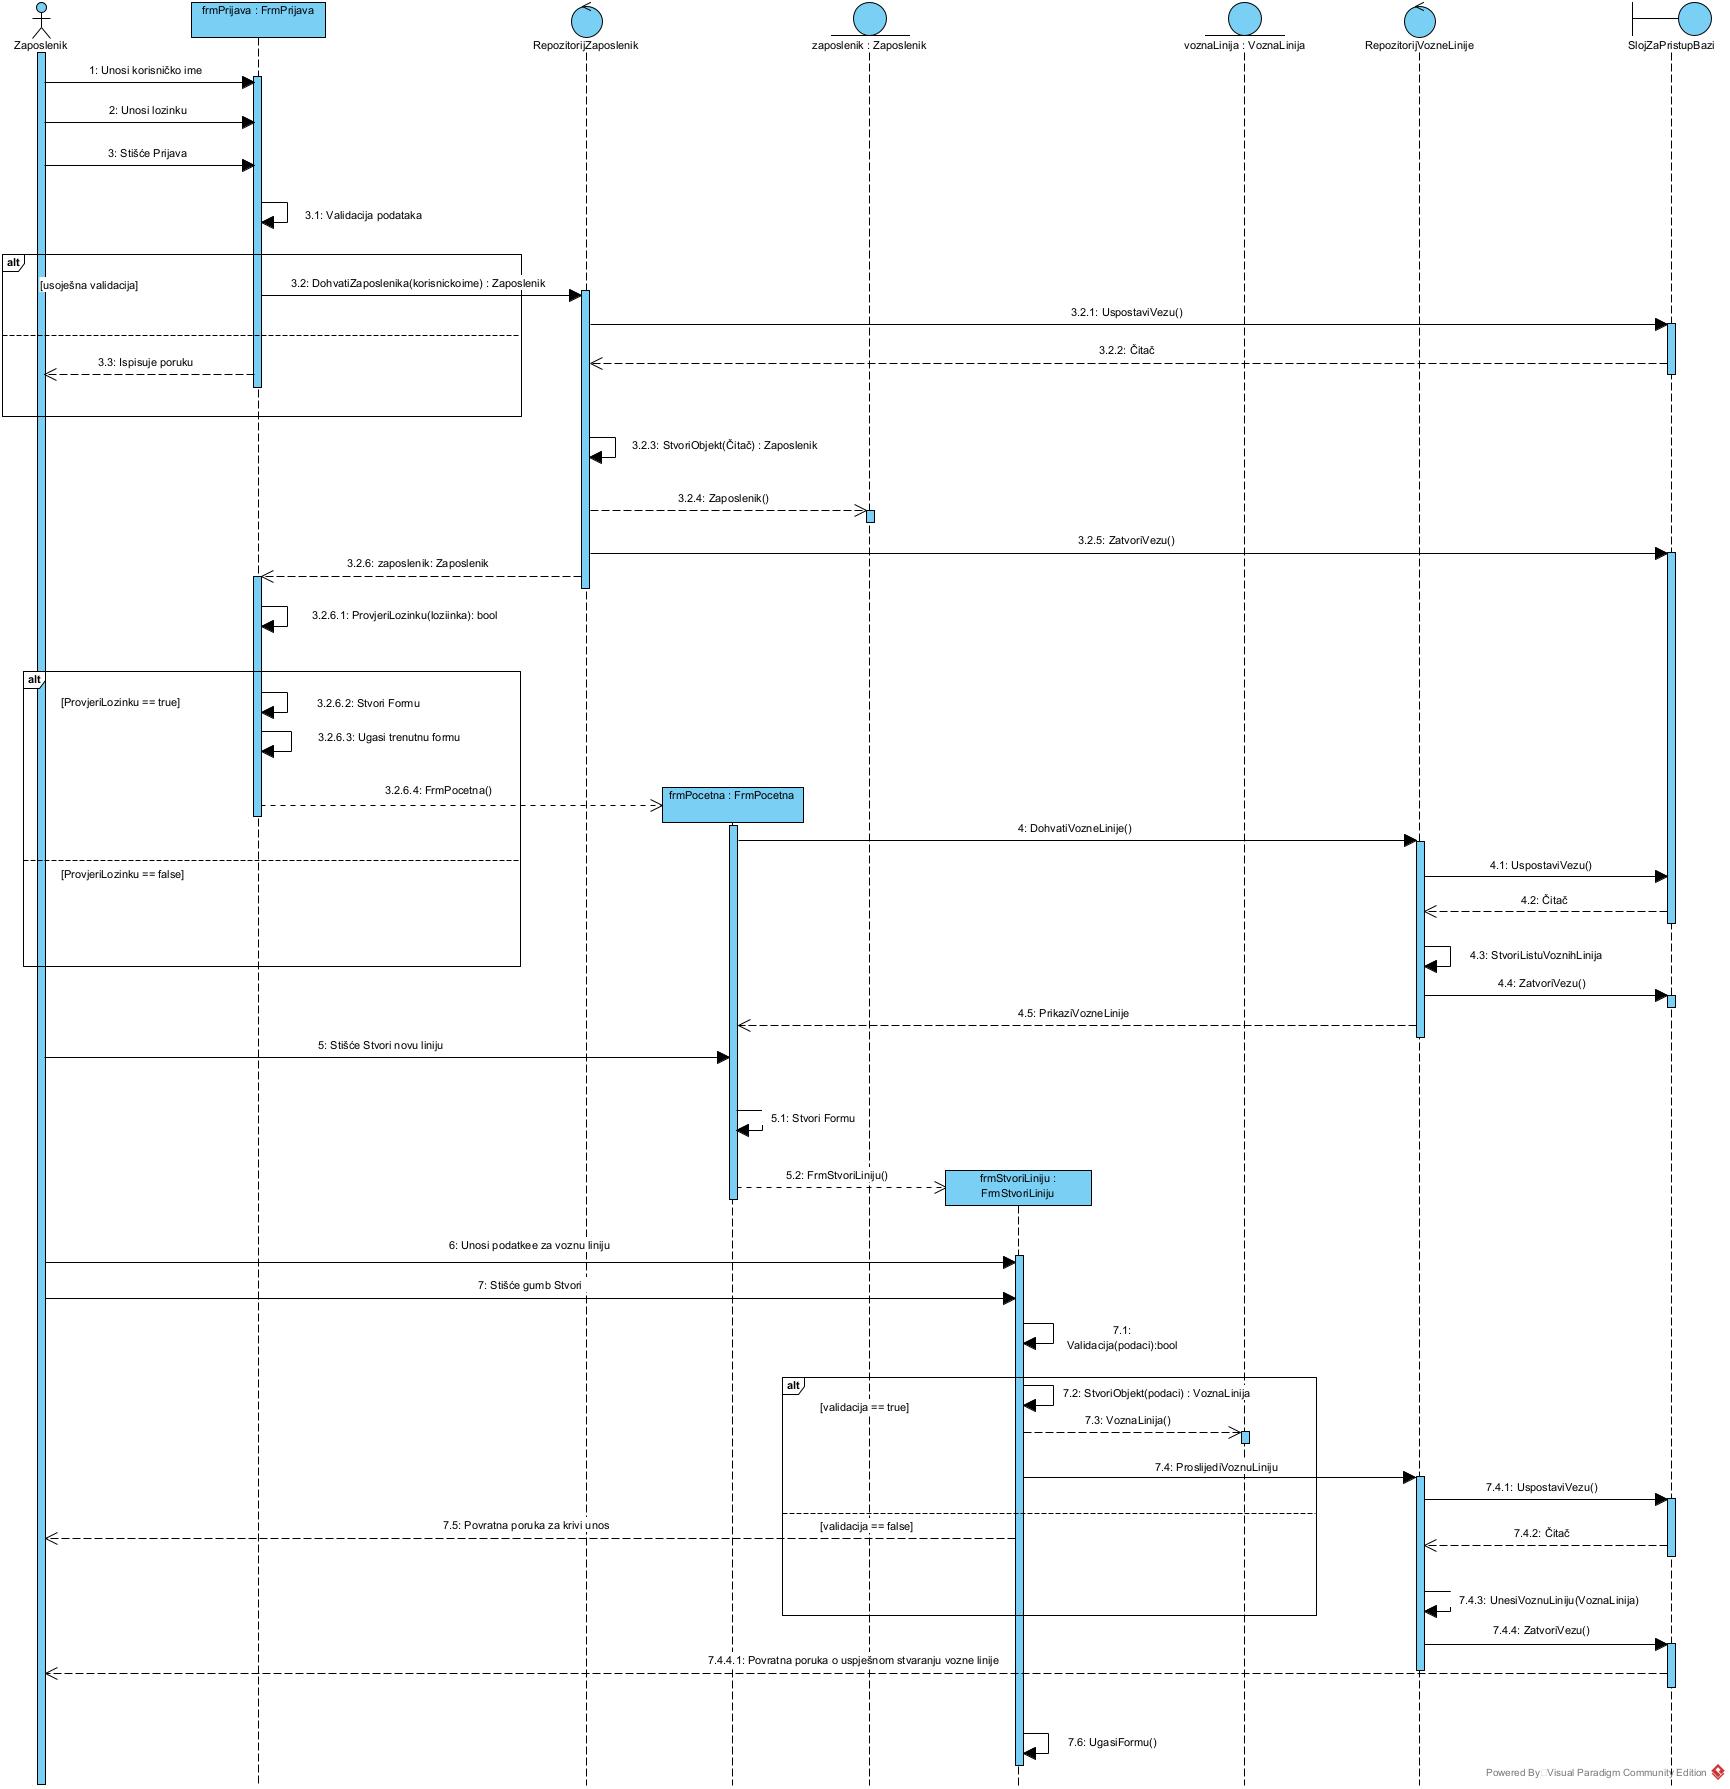 frmPrijava : FrmPrijava
Zaposlenik
RepozitorijZaposlenik
zaposlenik : Zaposlenik
voznaLinija : VoznaLinija
RepozitorijVozneLinije
SlojZaPristupBazi
1: Unosi korisničko ime
2: Unosi lozinku
3: Stišće Prijava
3.1: Validacija podataka
alt
[usoješna validacija]
3.2: DohvatiZaposlenika(korisnickoime) : Zaposlenik
3.2.1: UspostaviVezu()
3.2.2: Čitač
3.3: Ispisuje poruku
3.2.3: StvoriObjekt(Čitač) : Zaposlenik
3.2.4: Zaposlenik()
3.2.5: ZatvoriVezu()
3.2.6: zaposlenik: Zaposlenik
3.2.6.1: ProvjeriLozinku(loziinka): bool
alt
[ProvjeriLozinku == true]
3.2.6.2: Stvori Formu
3.2.6.3: Ugasi trenutnu formu
3.2.6.4: FrmPocetna()
frmPocetna : FrmPocetna
4: DohvatiVozneLinije()
4.1: UspostaviVezu()
[ProvjeriLozinku == false]
4.2: Čitač
4.3: StvoriListuVoznihLinija
4.4: ZatvoriVezu()
4.5: PrikaziVozneLinije
5: Stišće Stvori novu liniju
5.1: Stvori Formu
5.2: FrmStvoriLiniju()
frmStvoriLiniju :
FrmStvoriLiniju
6: Unosi podatkee za voznu liniju
7: Stišće gumb Stvori
7.1:
Validacija(podaci):bool
alt
7.2: StvoriObjekt(podaci) : VoznaLinija
[validacija == true]
7.3: VoznaLinija()
7.4: ProslijediVoznuLiniju
7.4.1: UspostaviVezu()
7.5: Povratna poruka za krivi unos
[validacija == false]
7.4.2: Čitač
7.4.3: UnesiVoznuLiniju(VoznaLinija)
7.4.4: ZatvoriVezu()
7.4.4.1: Povratna poruka o uspješnom stvaranju vozne linije
7.6: UgasiFormu()
Powered By Visual Paradigm Community Edition